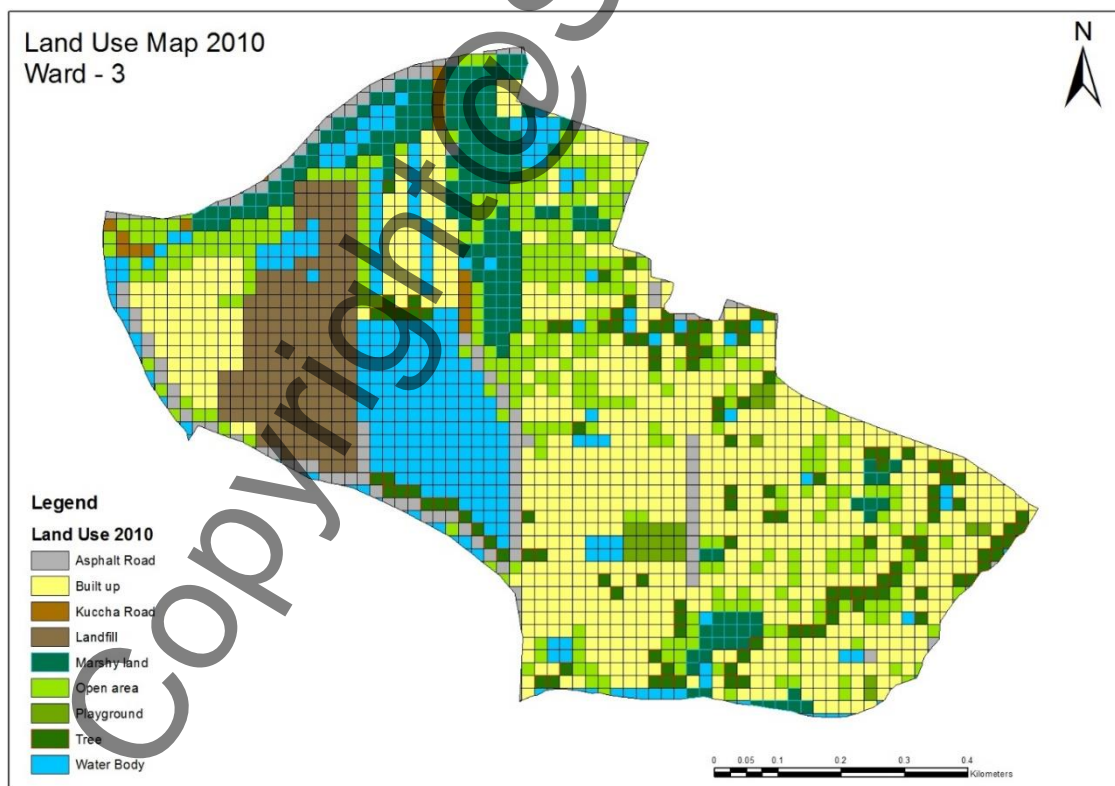 Land Use Map 2010
Ward - 3
N
Legend
Land Use 2010
Asphalt Road
Built up
Kuccha Road
Landfill
Marshy land
Open area
Playground
Tree
Water Body
0 0.05 0.1 0.2 0.3 0.4
Kilometers
Copyright@S